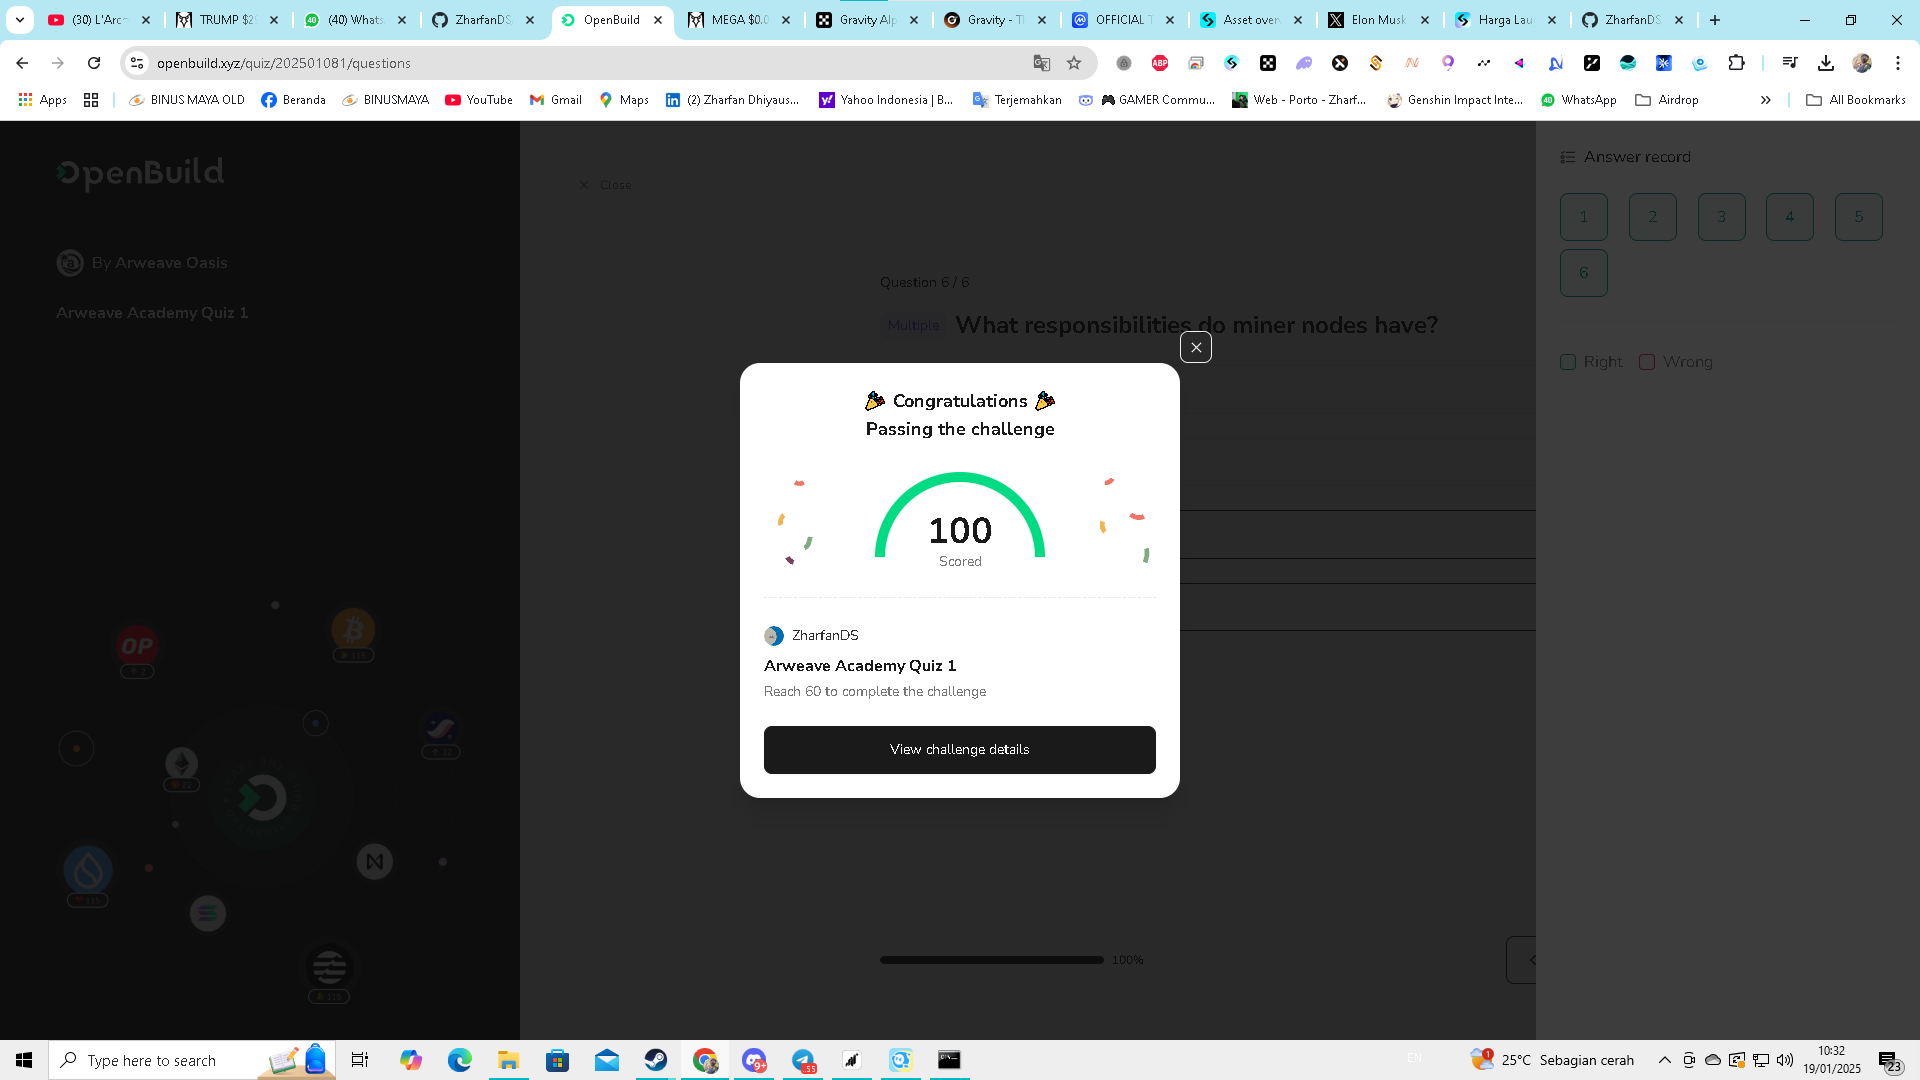 (30) L'Arc
TRUMP $2
(40) Whats
ZharfanDS
OpenBuild
MEGA $0.0
Gravity Alp
Gravity - Tl
OFFICIAL T
Asset over
Elon Musk
Harga Lau
ZharfanDS
openbuild.xyz/quiz/202501081/questions
Apps
BINUS MAYA OLD
Beranda
BINUSMAYA
YouTube
Gmail
Maps
(2) Zharfan Dhiyaus...
Yahoo Indonesia | B...
Terjemahkan
GAMER Commu...
Web - Porto - Zharf...
Genshin Impact Inte...
WhatsApp
Airdrop
All Bookmarks
OpenBuild
By Arweave Oasis
Arweave Academy Quiz 1
Close
Question 6 / 6
Multiple What responsibilities do miner nodes have?
Answer record
1 2 3 4 5
6
Right Wrong
Congratulations
Passing the challenge
100
Scored
ZharfanDS
Arweave Academy Quiz 1
Reach 60 to complete the challenge
View challenge details
100%
OP
Type here to search
EN
25°C Sebagian cerah
10:32
19/01/2025
23